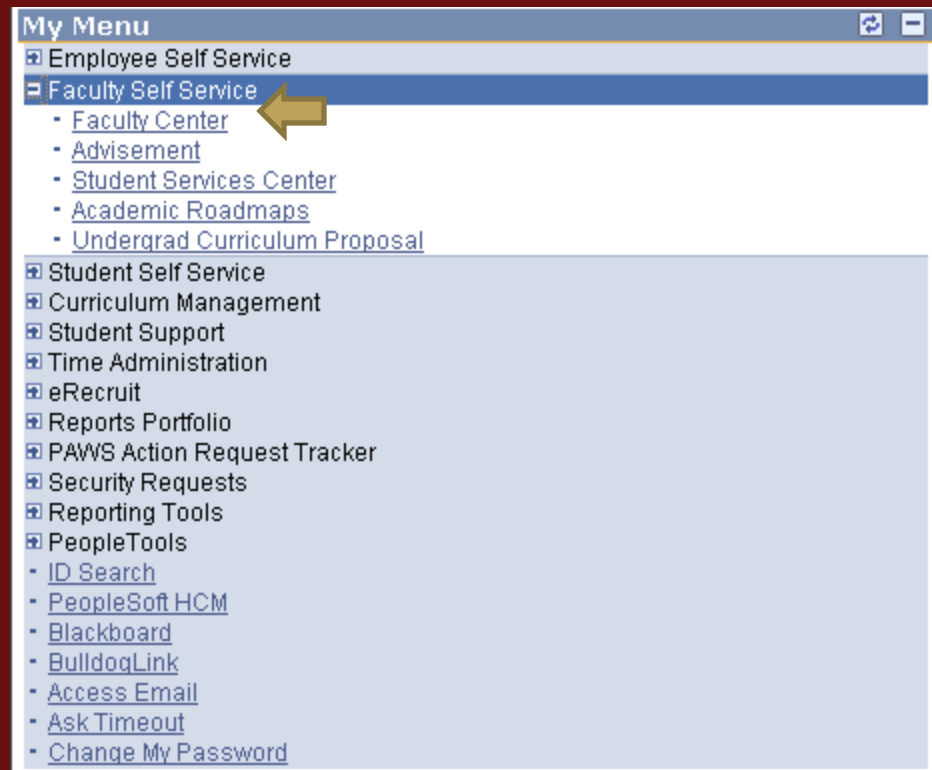 My Menu
Employee Self Service
Faculty Self Service
Faculty Center
Advisement
Student Services Center
Academic Roadmaps
Undergrad Curriculum Proposal
Student Self Service
Curriculum Management
Student Support
Time Administration
eRecruit
Reports Portfolio
PAWS Action Request Tracker
Security Requests
Reporting Tools
PeopleTools
ID Search
PeopleSoft HCM
Blackboard
BulldogLink
Access Email
Ask Timeout
Change My Password